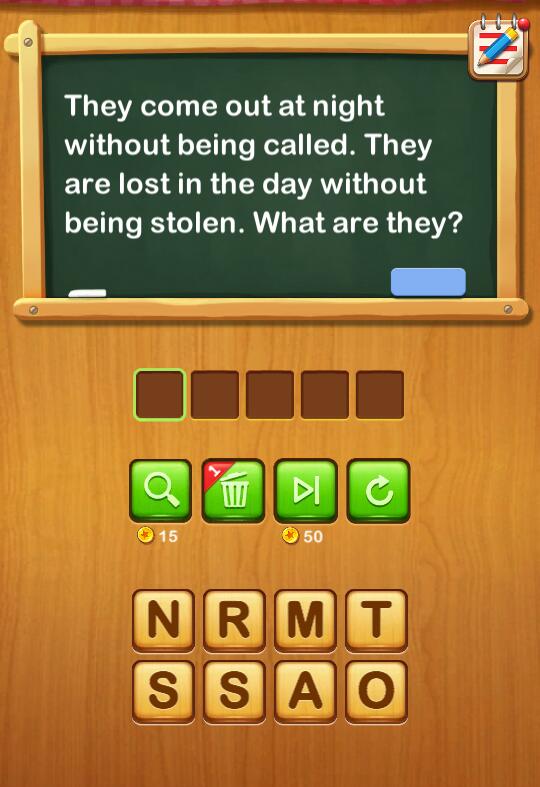 They come out at night
without being called. They
are lost in the day without
being stolen. What are they?
1
15
50
N R M T
S S A O